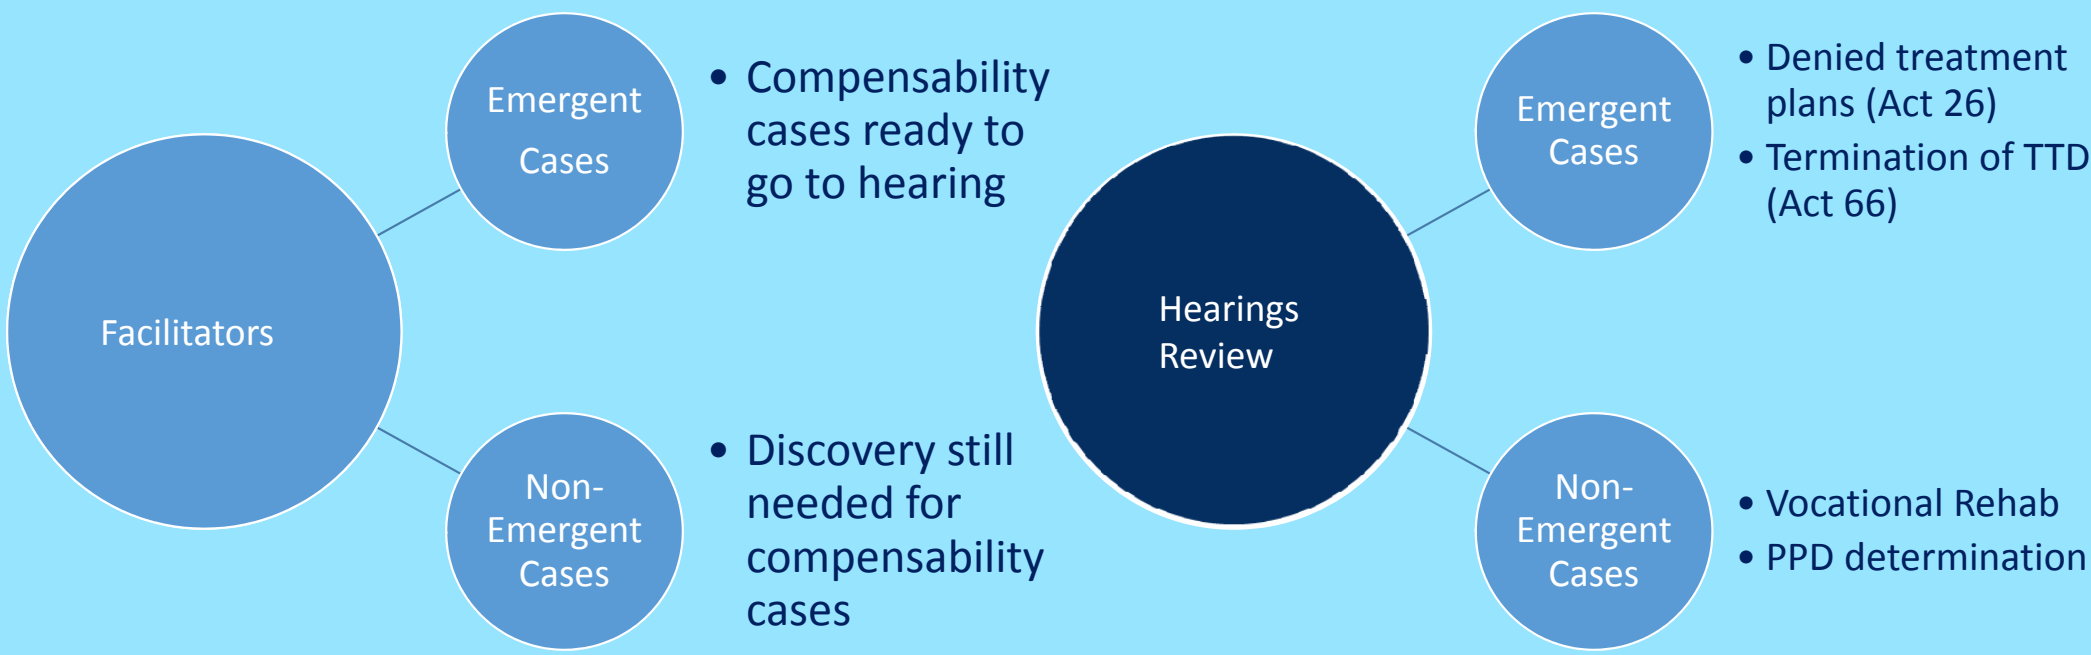 Facilitators
Emergent
Cases
• Compensability
cases ready to
go to hearing
Non-
Emergent
Cases
• Discovery still
needed for
compensability
cases
Hearings
Review
Emergent
Cases
• Denied treatment
plans (Act 26)
• Termination of TTD
(Act 66)
Non-
Emergent
Cases
• Vocational Rehab
• PPD determination